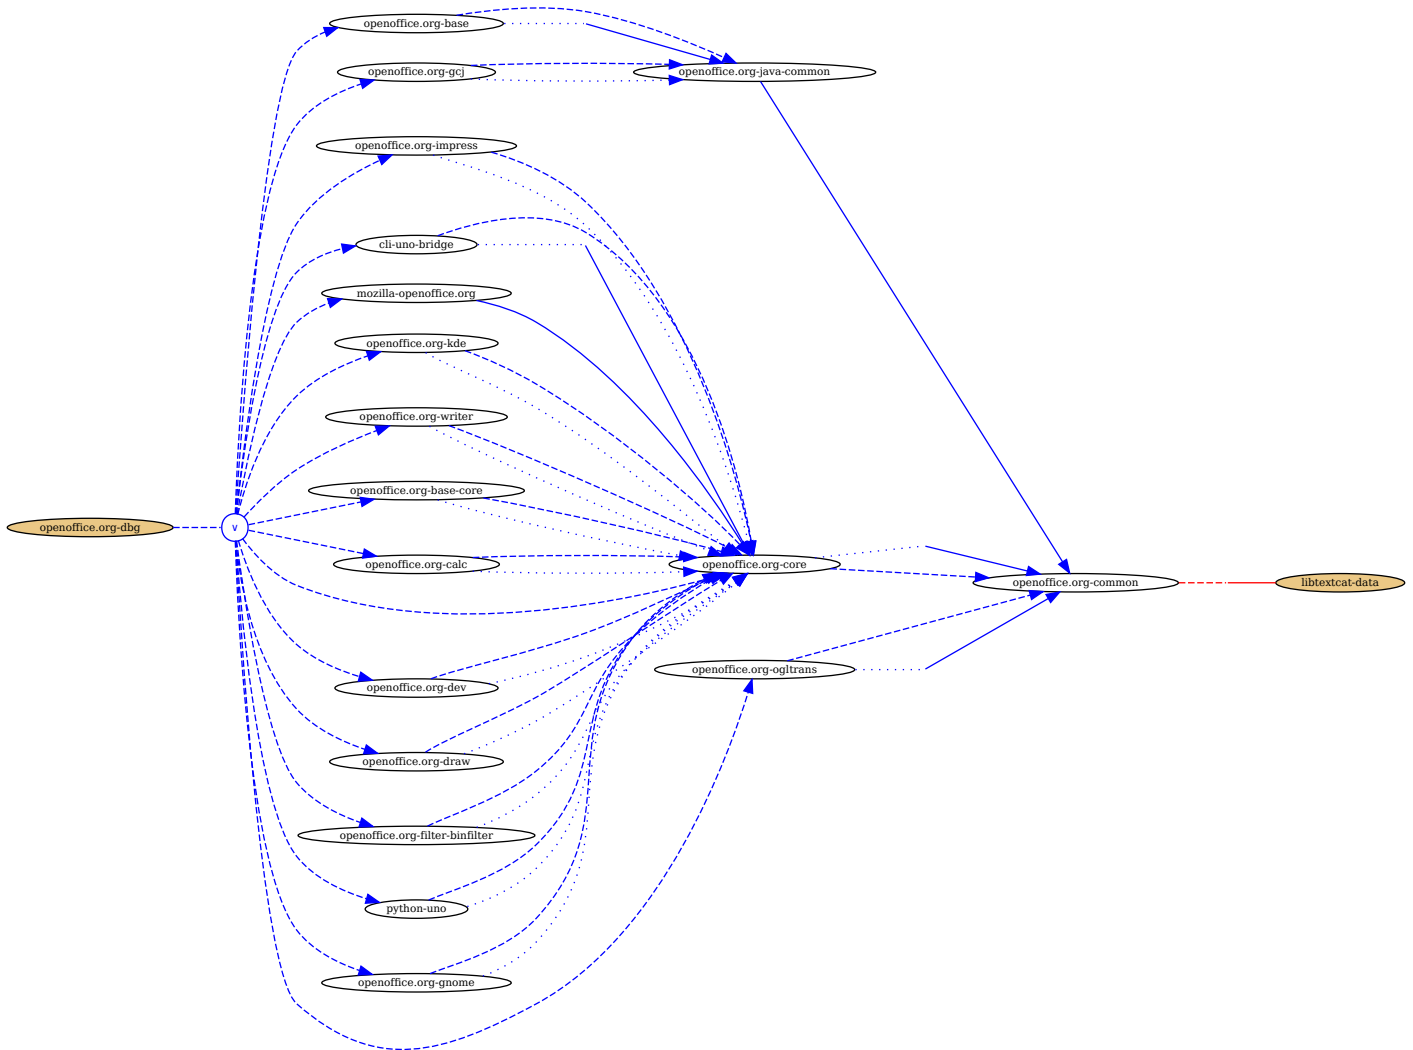 openoffice.org-base
openoffice.org-gcj
openoffice.org-java-common
openoffice.org-impress
cli-uno-bridge
mozilla-openoffice.org
openoffice.org-kde
openoffice.org-writer
openoffice.org-base-core
openoffice.org-dbg
∨
openoffice.org-calc
openoffice.org-core
openoffice.org-common
libtextcat-data
openoffice.org-ogltrans
openoffice.org-dev
openoffice.org-draw
openoffice.org-filter-binfilter
python-uno
openoffice.org-gnome